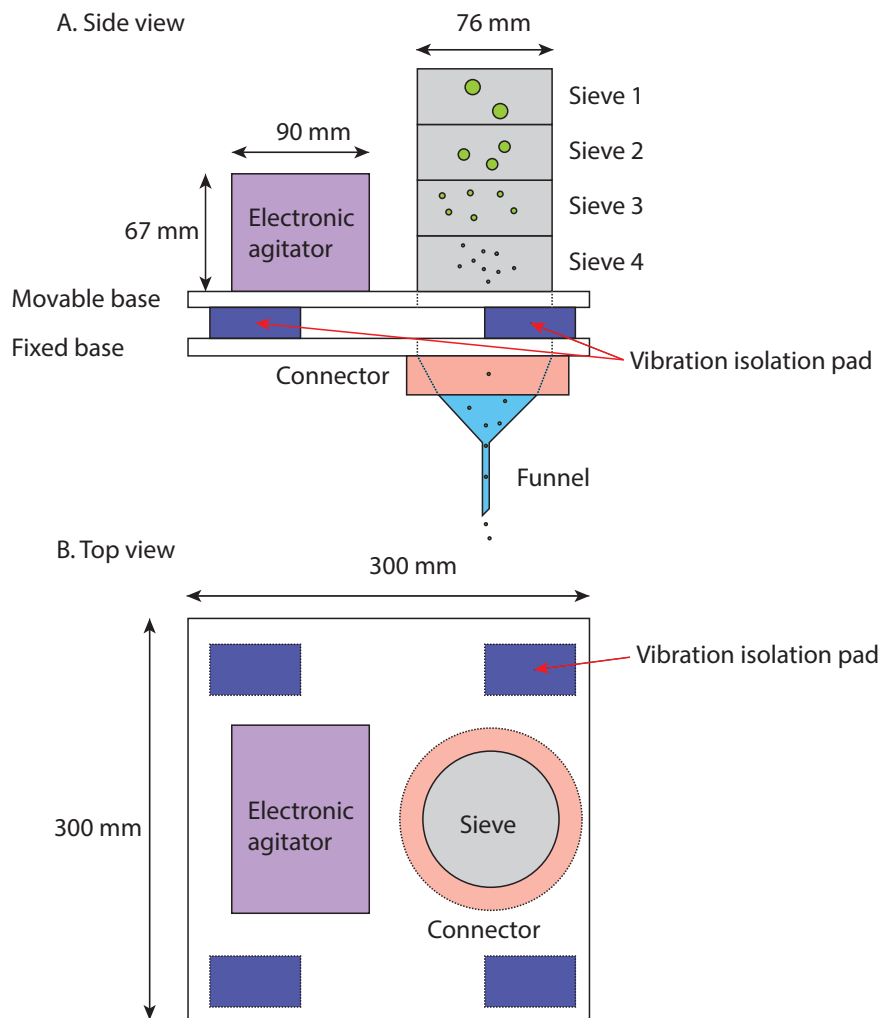 A. Side view
76 mm
Sieve 1
90 mm
Sieve 2
67 mm
Electronic
agitator
Sieve 3
Sieve 4
Movable base
Fixed base
Vibration isolation pad
Connector
Funnel
B. Top view
300 mm
Vibration isolation pad
300 mm
Electronic
agitator
Sieve
Connector